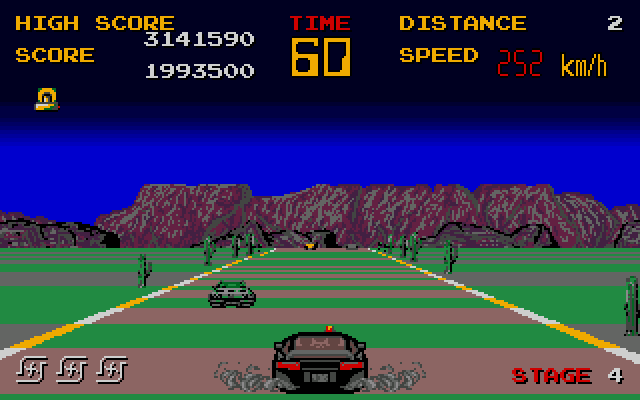 HIGH SCORE 3141590
SCORE 1993500
TIME
60
DISTANCE 2
SPEED 252 km/h
STAGE 4